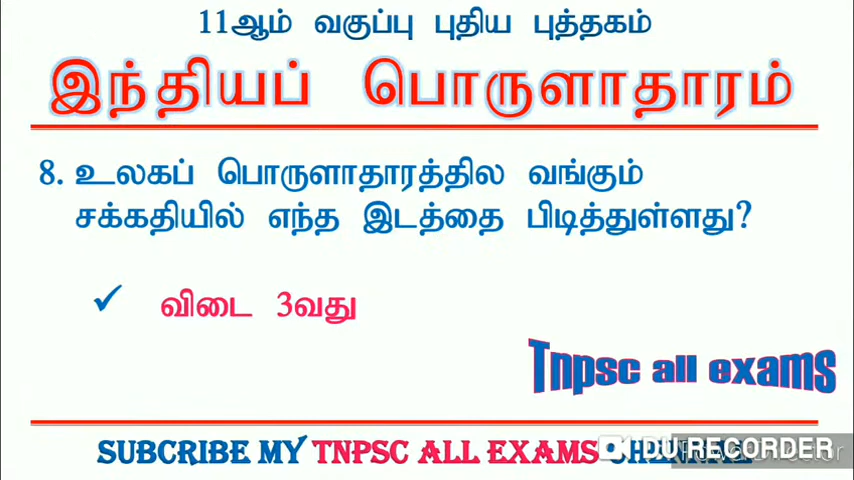 11ஆம் வகுப்பு புதிய புத்தகம்
இந்தியப் பொருளாதாரம்
8. உலகப் பொருளாதாரத்தில வங்கும்
சக்கதியில் எந்த இடத்தை பிடித்துள்ளது?
✓ விடை 3வது
Tnpsc all exams
SUBCRIBE MY TNPSC ALL EXAMS
DU RECORDER